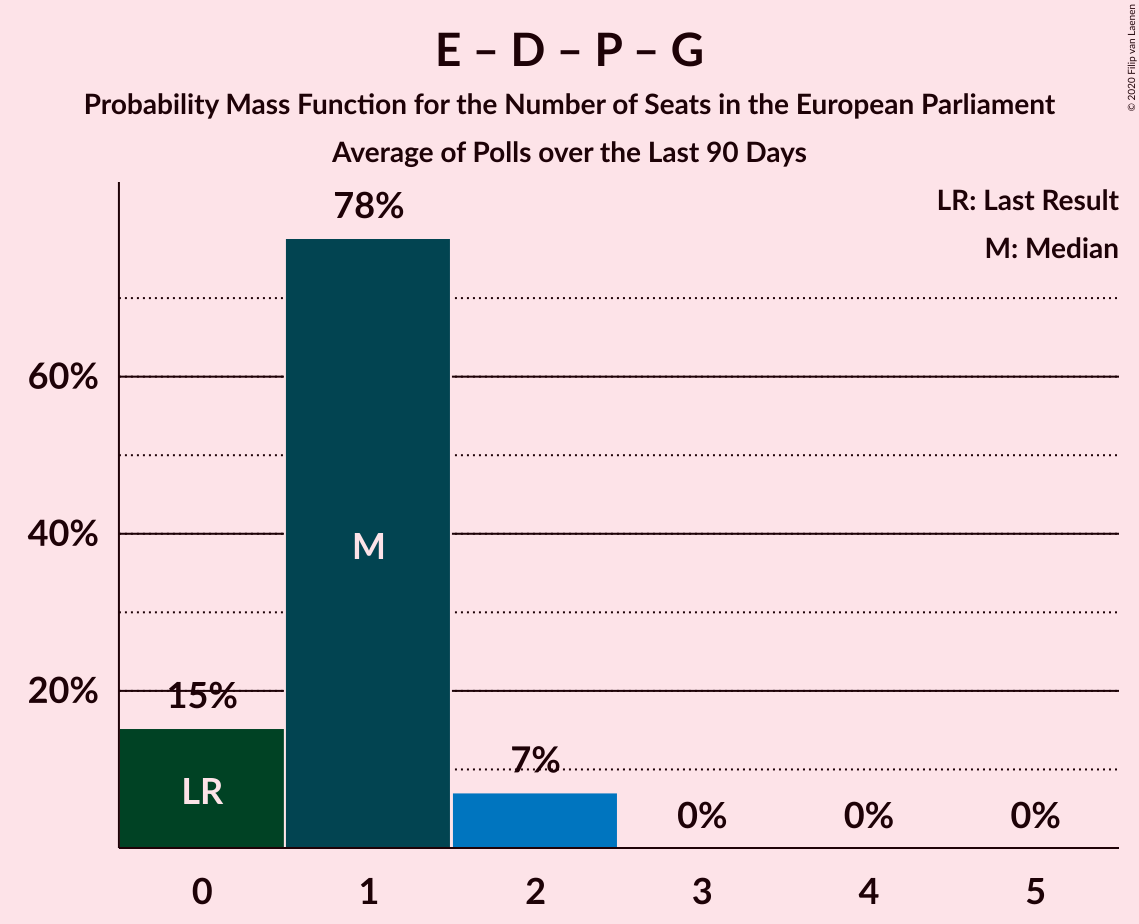 E – D – P – G
Probability Mass Function for the Number of Seats in the European Parliament
Average of Polls over the Last 90 Days
© 2020 Filip van Laenen
LR: Last Result
M: Median
78%
60%
40%
M
20%
15%
LR
7%
0%
0%
0%
0
1
2
3
4
5